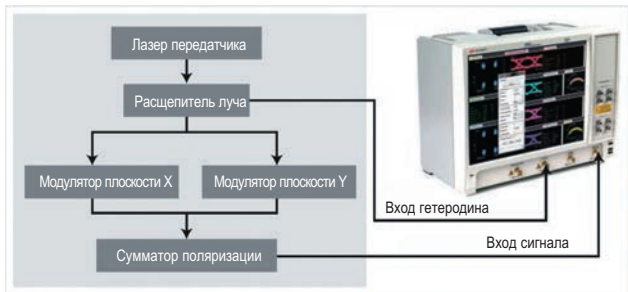 Лазер передатчика
Расщепитель луча
Модулятор плоскости X
Модулятор плоскости Y
Вход гетеродина
Вход сигнала
Сумматор поляризации